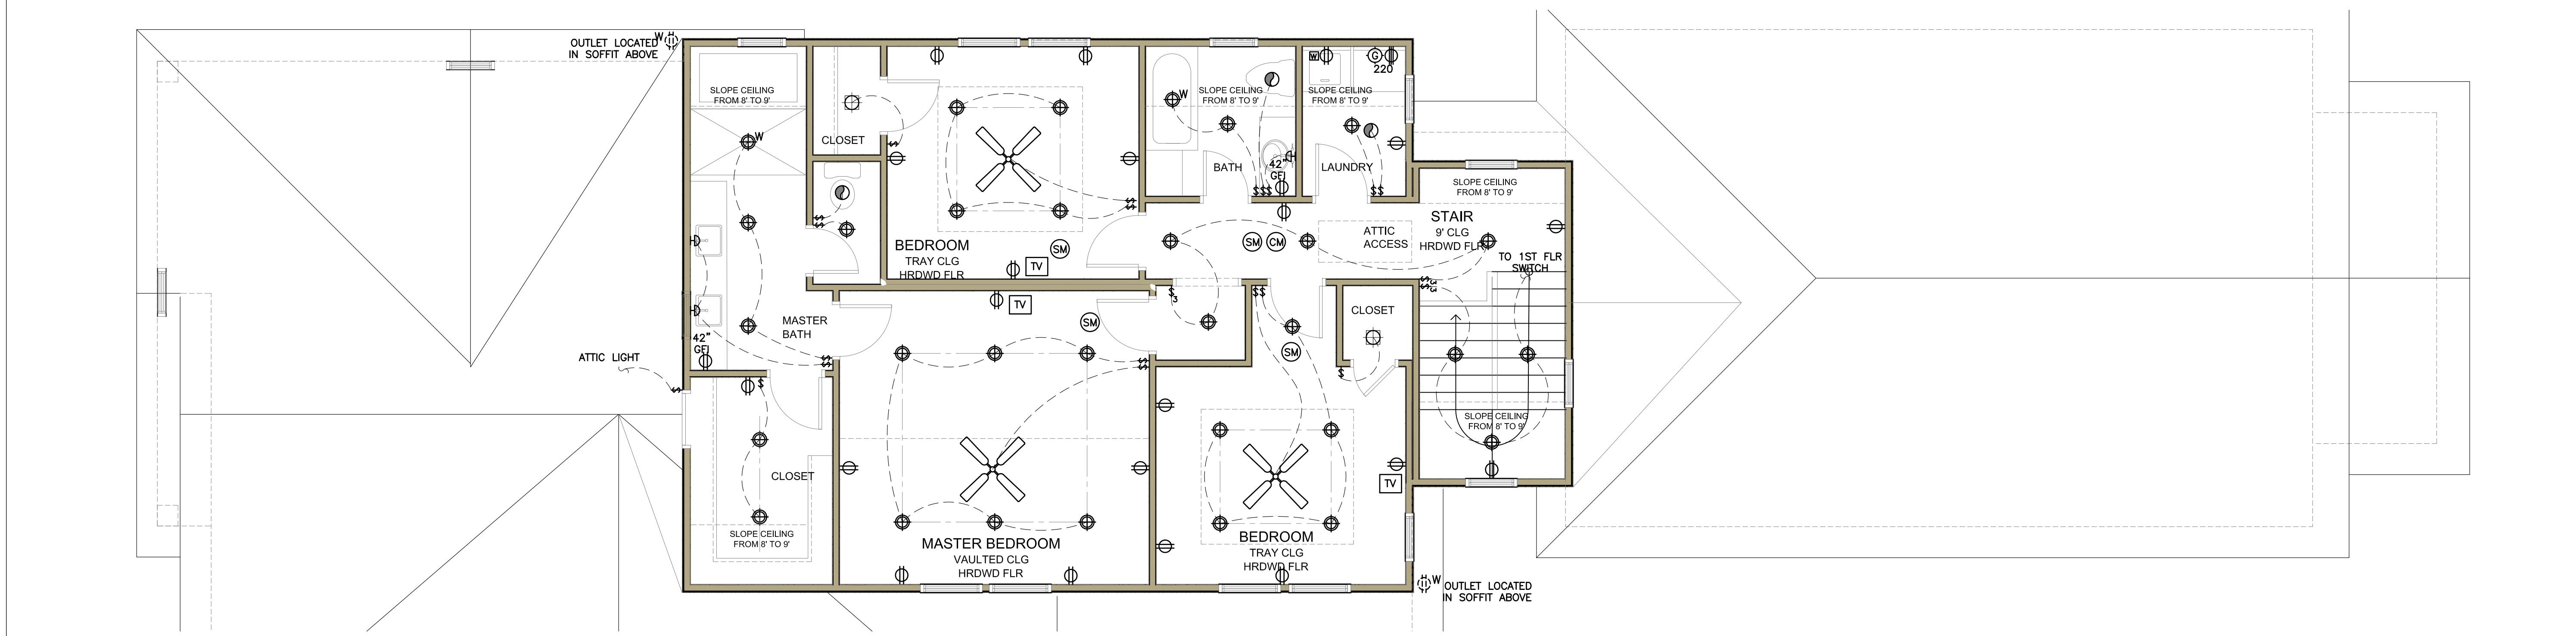 OUTLET LOCATED
IN SOFFIT ABOVE
W
SLOPE CEILING
FROM 8' TO 9'
W
CLOSET
W
SLOPE CEILING
FROM 8' TO 9'
BATH
42"
GFI
$$$
W
G
220
SLOPE CEILING
FROM 8' TO 9'
LAUNDRY
$$
SLOPE CEILING
FROM 8' TO 9'
STAIR
9' CLG
HRDWD FLR
ATTIC
ACCESS
TO 1ST FLR
SWITCH
BEDROOM
TRAY CLG
HRDWD FLR
SM
TV
SM
CM
TV
SM
$
3
$$
SM
CLOSET
$
MASTER
BATH
42"
GFI
ATTIC LIGHT
$
CLOSET
SLOPE CEILING
FROM 8' TO 9'
MASTER BEDROOM
VAULTED CLG
HRDWD FLR
BEDROOM
TRAY CLG
HRDWD FLR
TV
SLOPE CEILING
FROM 8' TO 9'
W
OUTLET LOCATED
IN SOFFIT ABOVE